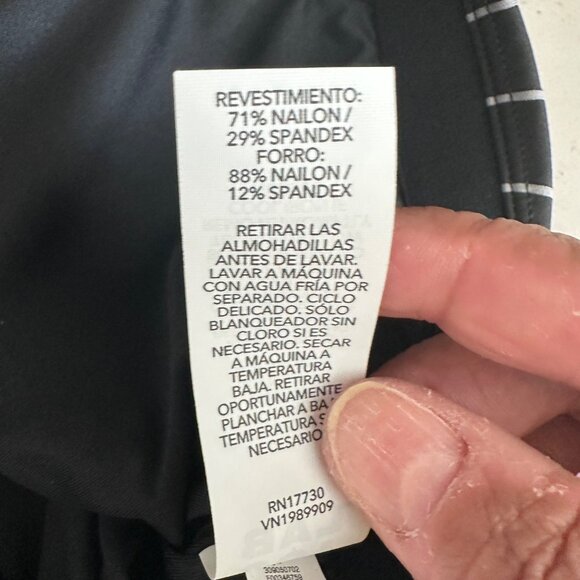 REVESTIMIENTO:
71% NAILON /
29% SPANDEX
FORRO:
88% NAILON /
12% SPANDEX
RETIRAR LAS
ALMOHADILLAS
ANTES DE LAVAR.
LAVAR A MÁQUINA
CON AGUA FRÍA POR
SEPARADO. CICLO
DELICADO. SÓLO
BLANQUEADOR SIN
CLORO SI ES
NECESARIO. SECAR
A MÁQUINA A
TEMPERATURA
BAJA. RETIRAR
OPORTUNAMENTE
PLANCHAR A
TEMPERATURA
NECESARIO
RN17730
VN1989909
309050702